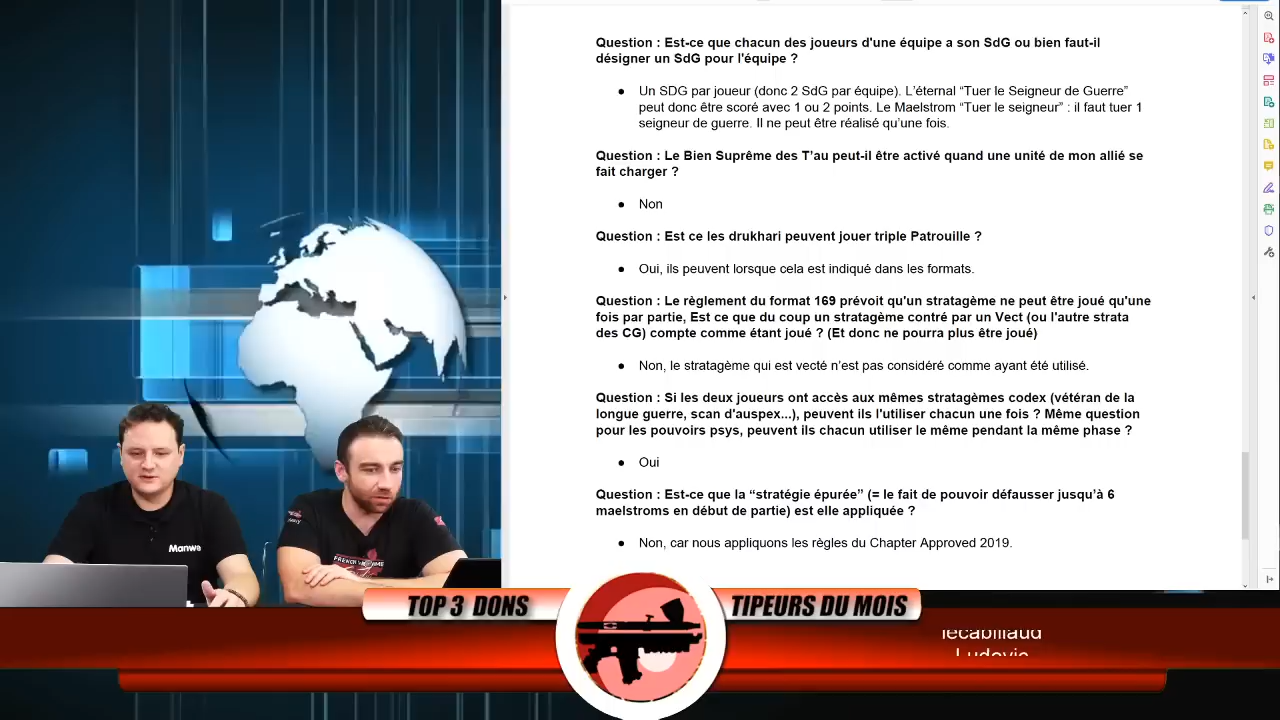 Question : Est-ce que chacun des joueurs d'une équipe a son SdG ou bien faut-il
désigner un SdG pour l'équipe ?
● Un SDG par joueur (donc 2 SdG par équipe). L'éternal “Tuer le Seigneur de Guerre”
peut donc être scoré avec 1 ou 2 points. Le Maelstrom “Tuer le seigneur” : il faut tuer 1
seigneur de guerre. Il ne peut être réalisé qu'une fois.
Question : Le Bien Suprême des T'au peut-il être activé quand une unité de mon allié se
fait charger ?
● Non
Question : Est ce les drukhari peuvent jouer triple Patrouille ?
● Oui, ils peuvent lorsque cela est indiqué dans les formats.
Question : Le règlement du format 169 prévoit qu'un stratagème ne peut être joué qu'une
fois par partie, Est ce que du coup un stratagème contré par un Vect (ou l'autre strata
des CG) compte comme étant joué ? (Et donc ne pourra plus être joué)
● Non, le stratagème qui est vecté n'est pas considéré comme ayant été utilisé.
Question : Si les deux joueurs ont accès aux mêmes stratagèmes codex (vétéran de la
longue guerre, scan d'auspex...), peuvent ils l'utiliser chacun une fois ? Même question
pour les pouvoirs psys, peuvent ils chacun utiliser le même pendant la même phase ?
● Oui
Question : Est-ce que la “stratégie épurée” (= le fait de pouvoir défausser jusqu'à 6
maelstroms en début de partie) est elle appliquée ?
● Non, car nous appliquons les règles du Chapter Approved 2019.
Manwe
TOP 3 DONS
TIPEURS DU MOIS
lecabillaud
Ludovic